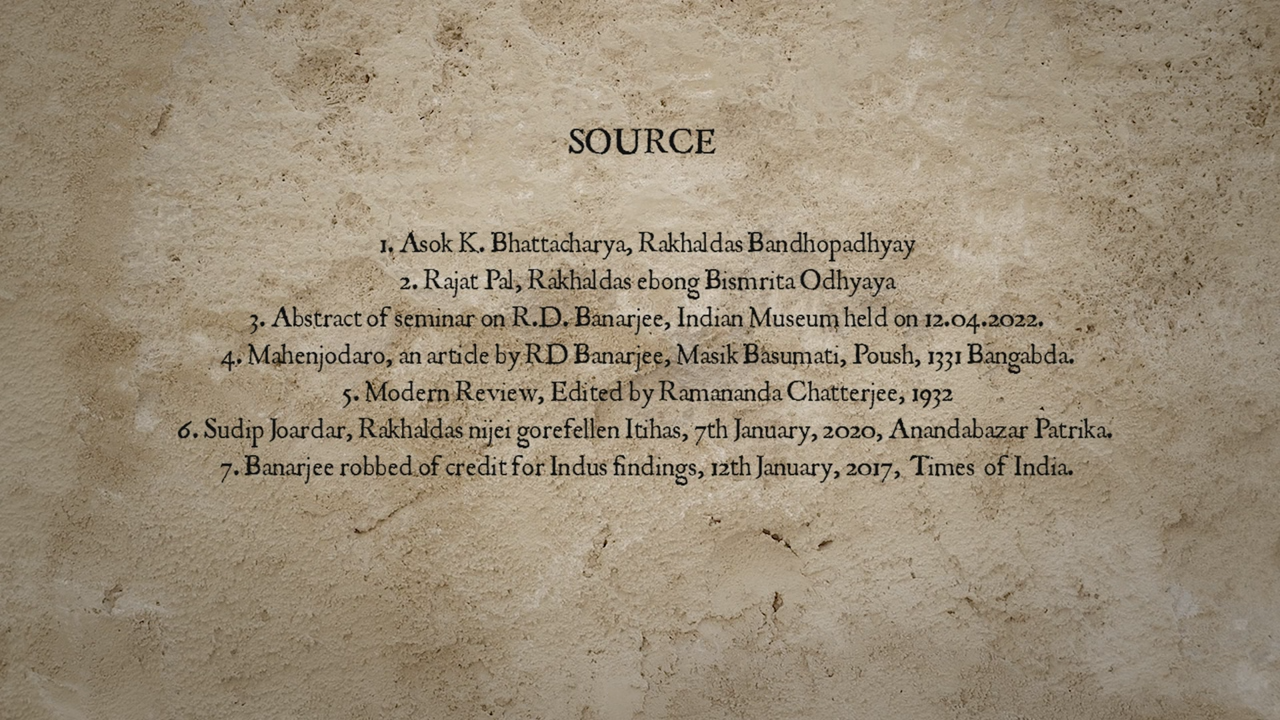 SOURCE
1. Asok K. Bhattacharya, Rakhaldas Bandhopadhyay
2. Rajat Pal, Rakhaldas ebong Bismrita Odhyaya
3. Abstract of seminar on R.D. Banarjee, Indian Museum held on 12.04.2022.
4. Mahenjodaro, an article by RD Banarjee, Masik Basumati, Poush, 1331 Bangabda.
5. Modern Review, Edited by Ramananda Chatterjee, 1932
6. Sudip Joardar, Rakhaldas nijei gorefellen Itihas, 7th January, 2020, Anandabazar Patrika.
7. Banarjee robbed of credit for Indus findings, 12th January, 2017, Times of India.